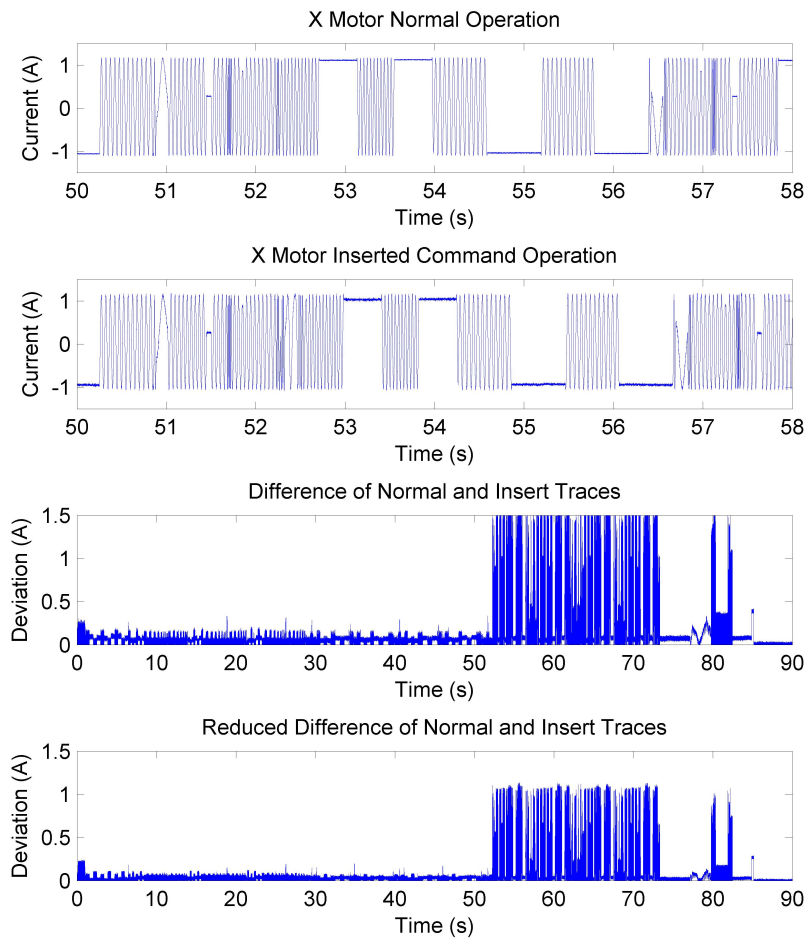 X Motor Normal Operation
Current (A)
1
0
-1
50 51 52 53 54 55 56 57 58
Time (s)
X Motor Inserted Command Operation
Current (A)
1
0
-1
50 51 52 53 54 55 56 57 58
Time (s)
Difference of Normal and Insert Traces
Deviation (A)
1.5
1
0.5
0
0 10 20 30 40 50 60 70 80 90
Time (s)
Reduced Difference of Normal and Insert Traces
Deviation (A)
1.5
1
0.5
0
0 10 20 30 40 50 60 70 80 90
Time (s)